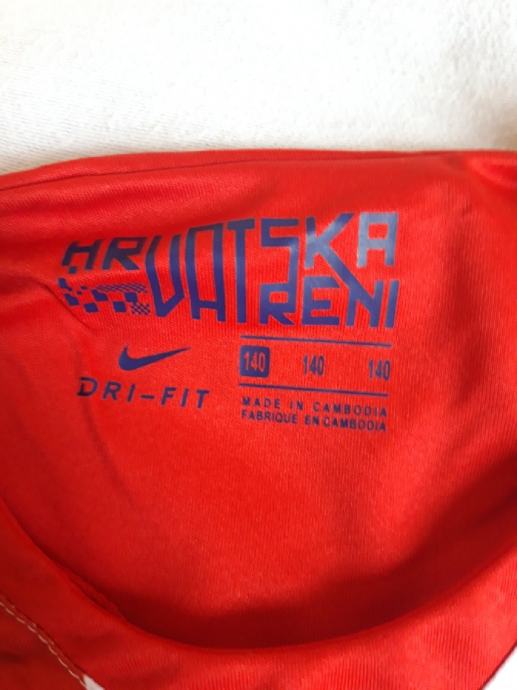 HRVATSKA
VATRENI
DRI-FIT
140 140 140
MADE IN CAMBODIA
FABRIQUE EN CAMBODIA